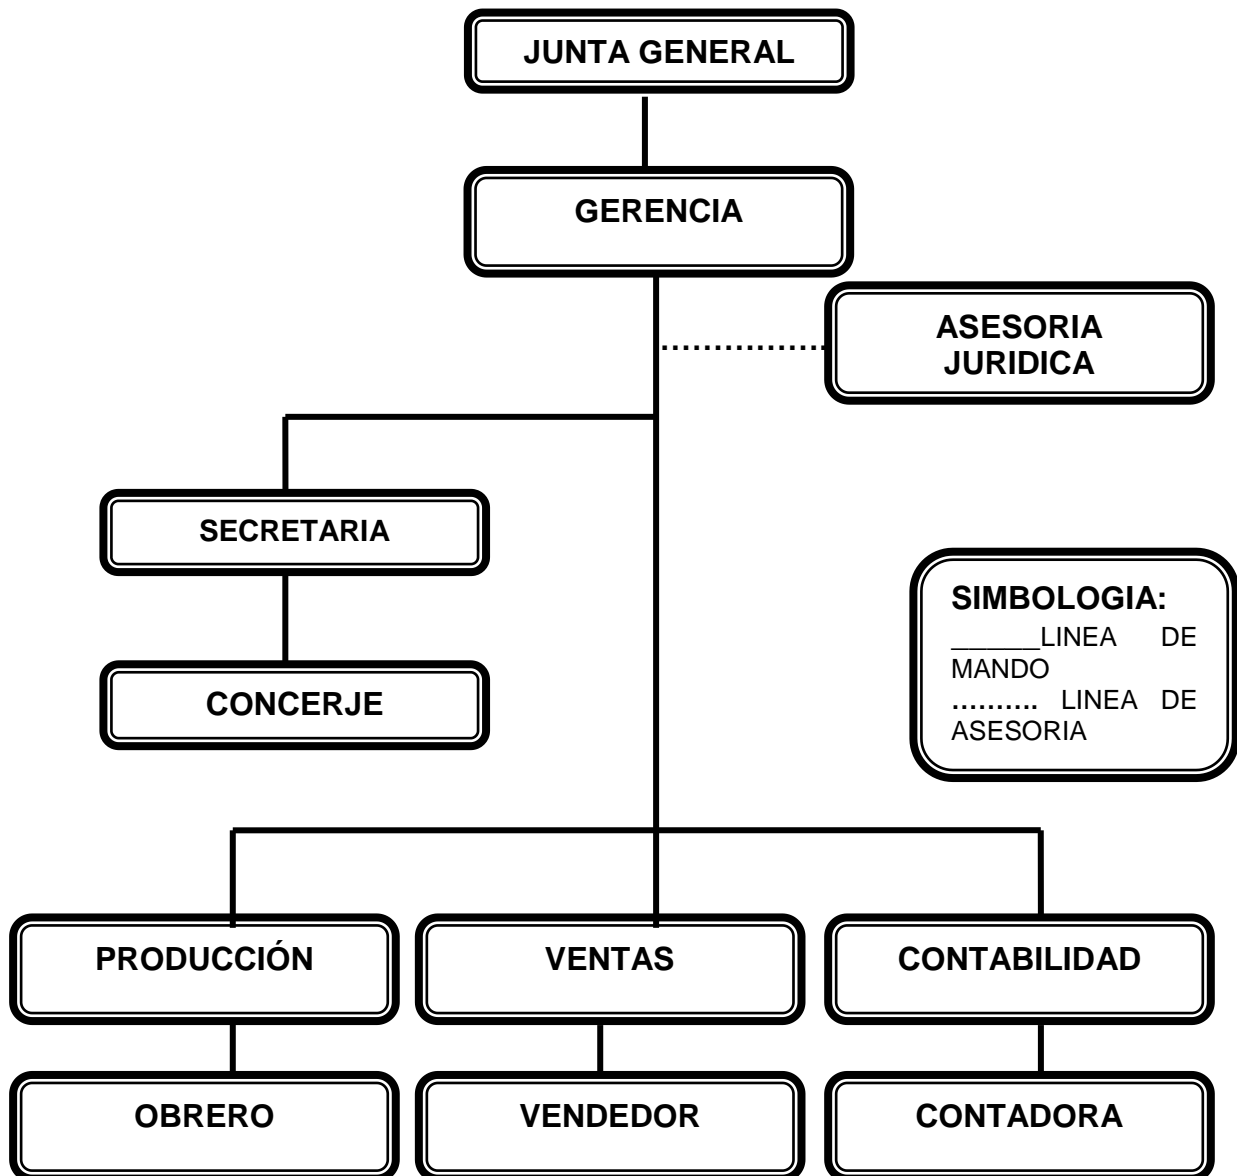 JUNTA GENERAL
GERENCIA
ASESORIA
JURIDICA
SECRETARIA
SIMBOLOGIA:
_____LINEA DE
MANDO
.......... LINEA DE
ASESORIA
CONCERJE
PRODUCCIÓN
VENTAS
CONTABILIDAD
OBRERO
VENDEDOR
CONTADORA